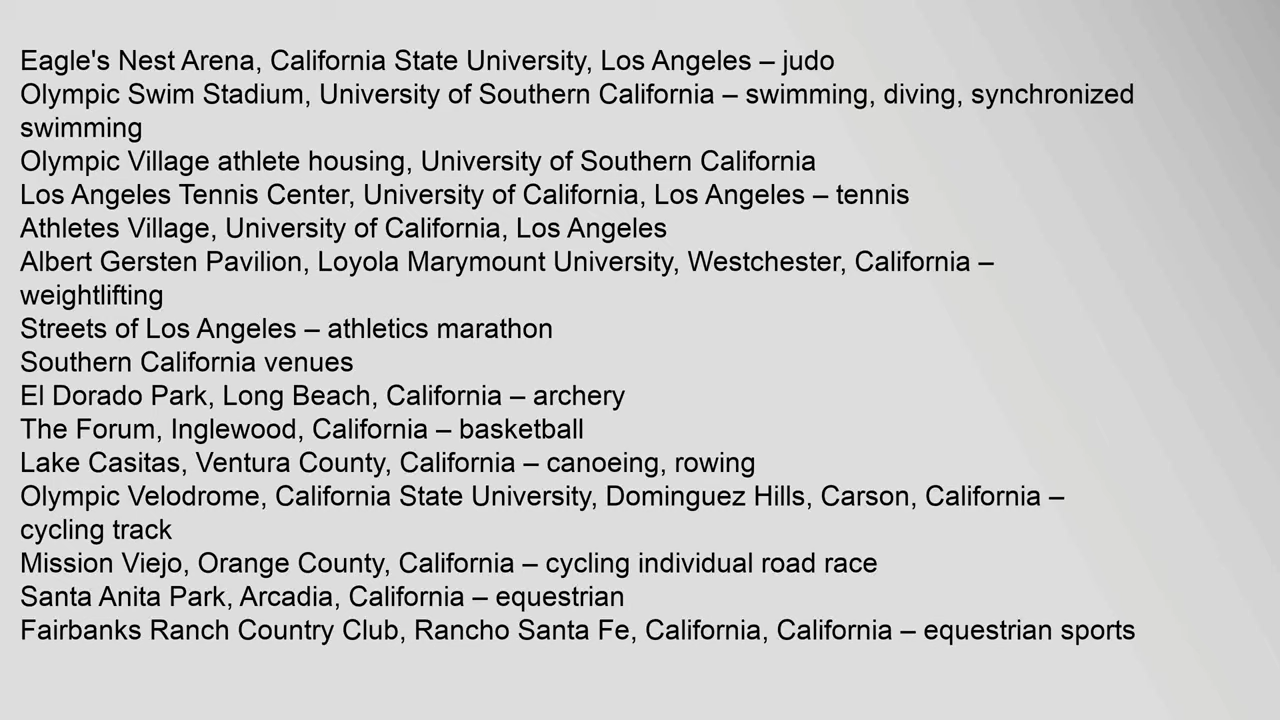 Eagle's Nest Arena, California State University, Los Angeles – judo
Olympic Swim Stadium, University of Southern California – swimming, diving, synchronized
swimming
Olympic Village athlete housing, University of Southern California
Los Angeles Tennis Center, University of California, Los Angeles – tennis
Athletes Village, University of California, Los Angeles
Albert Gersten Pavilion, Loyola Marymount University, Westchester, California –
weightlifting
Streets of Los Angeles – athletics marathon
Southern California venues
El Dorado Park, Long Beach, California – archery
The Forum, Inglewood, California – basketball
Lake Casitas, Ventura County, California – canoeing, rowing
Olympic Velodrome, California State University, Dominguez Hills, Carson, California –
cycling track
Mission Viejo, Orange County, California – cycling individual road race
Santa Anita Park, Arcadia, California – equestrian
Fairbanks Ranch Country Club, Rancho Santa Fe, California, California – equestrian sports